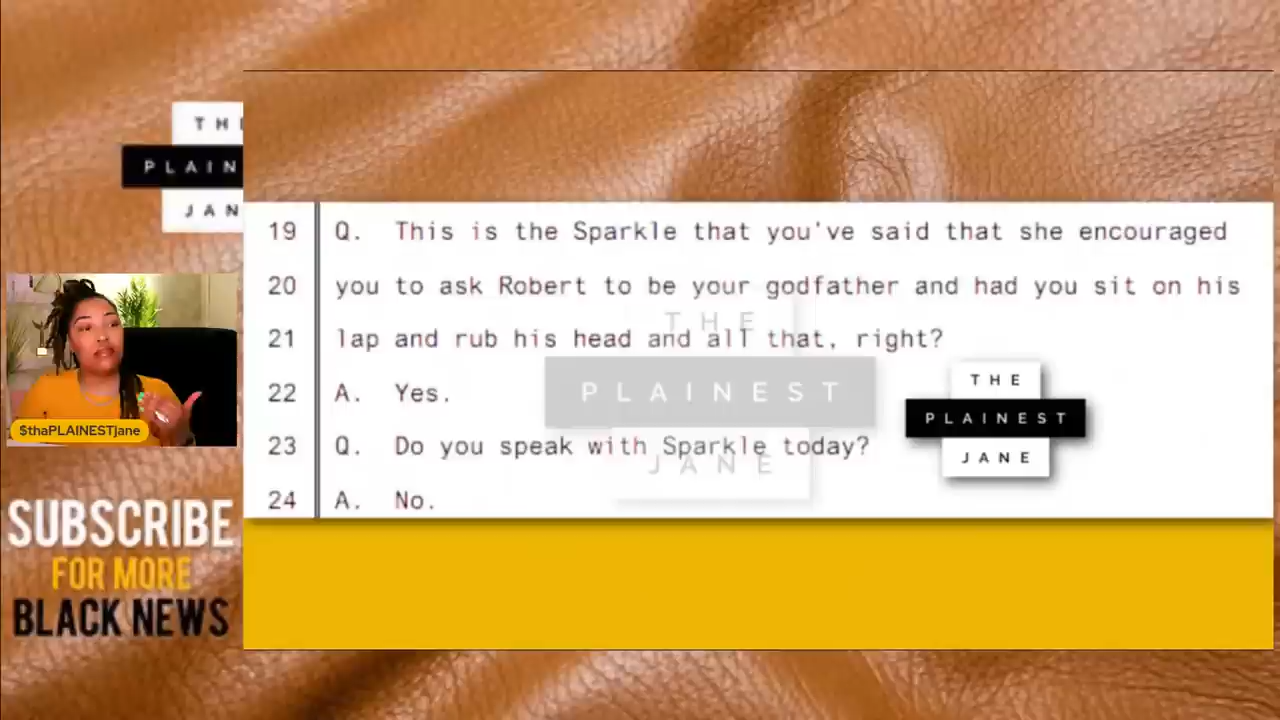 THE
PLAIN
JAN
19 Q. This is the Sparkle that you've said that she encouraged
20 you to ask Robert to be your godfather and had you sit on his
21 lap and rub his head and all that, right?
22 A. Yes.
23 Q. Do you speak with Sparkle today?
24 A. No.
THE
PLAINEST
JANE
THE
PLAINEST
JANE
$thaPLAINESTjane
SUBSCRIBE
FOR MORE
BLACK NEWS